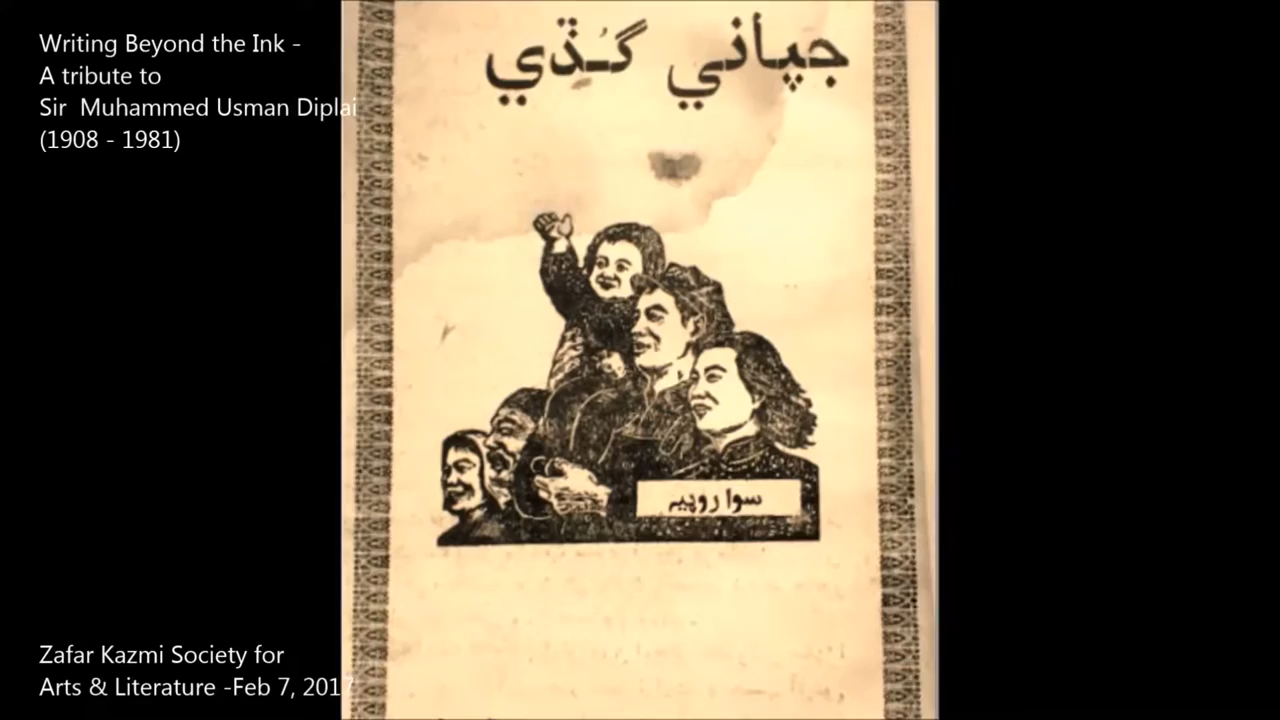 Writing Beyond the Ink -
A tribute to
Sir Muhammed Usman Diplai
(1908 - 1981)
جپاني گُڏي
سوا روپيہ
Zafar Kazmi Society for
Arts & Literature -Feb 7, 2017